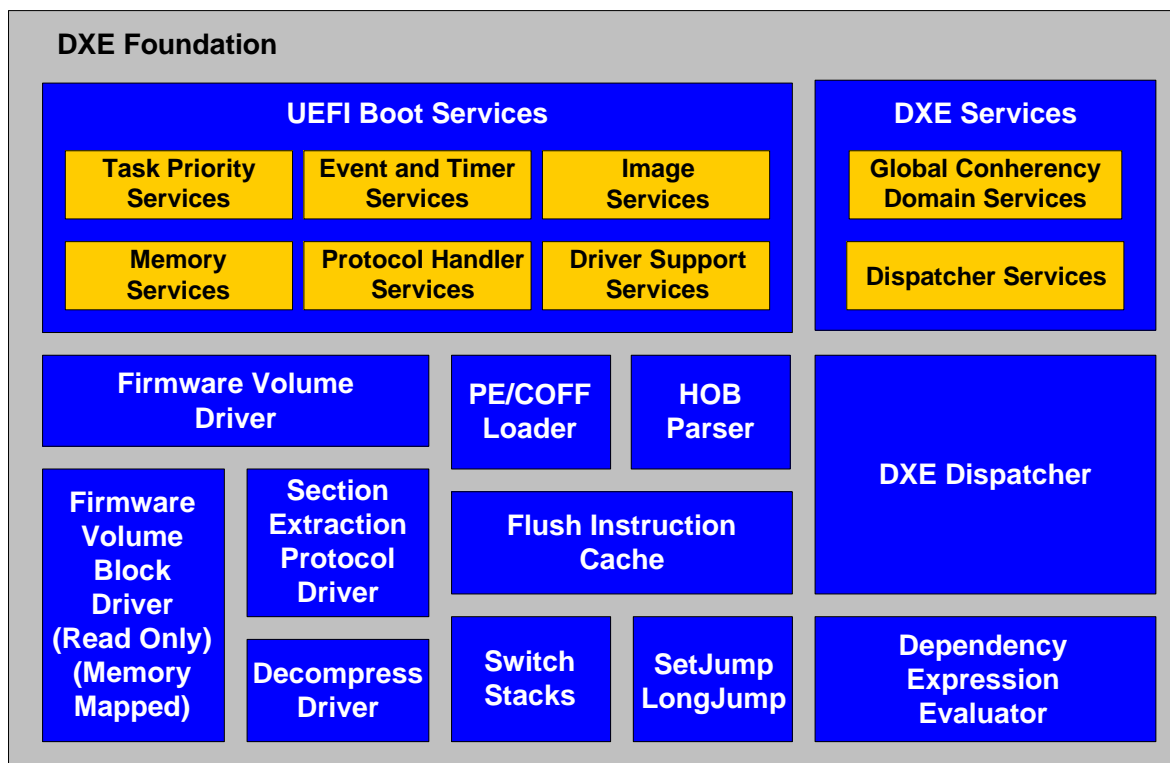 DXE Foundation
UEFI Boot Services
Task Priority
Services
Event and Timer
Services
Image
Services
Memory
Services
Protocol Handler
Services
Driver Support
Services
DXE Services
Global Conherency
Domain Services
Dispatcher Services
Firmware Volume
Driver
PE/COFF
Loader
HOB
Parser
DXE Dispatcher
Firmware
Volume
Block
Driver
(Read Only)
(Memory
Mapped)
Section
Extraction
Protocol
Driver
Flush Instruction
Cache
Decompress
Driver
Switch
Stacks
SetJump
LongJump
Dependency
Expression
Evaluator